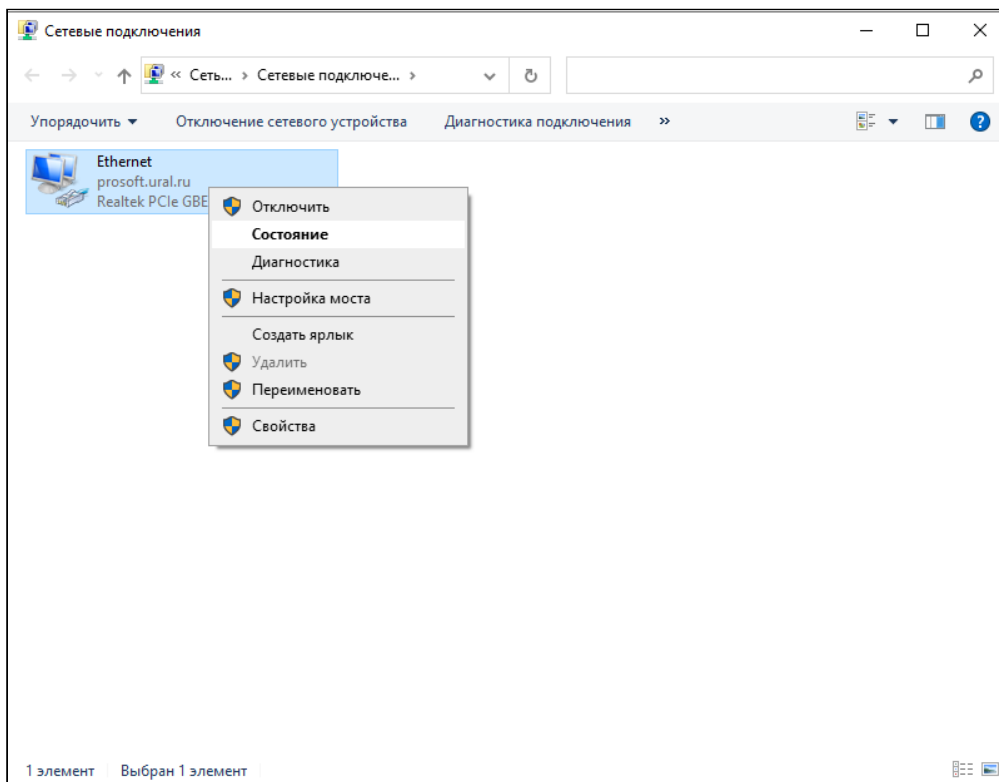 Сетевые подключения
« Сеть... › Сетевые подключе... ›
Упорядочить Отключение сетевого устройства Диагностика подключения »
Ethernet
prosoft.ural.ru
Realtek PCIe GBE
Отключить
Состояние
Диагностика
Настройка моста
Создать ярлык
Удалить
Переименовать
Свойства
1 элемент Выбран 1 элемент